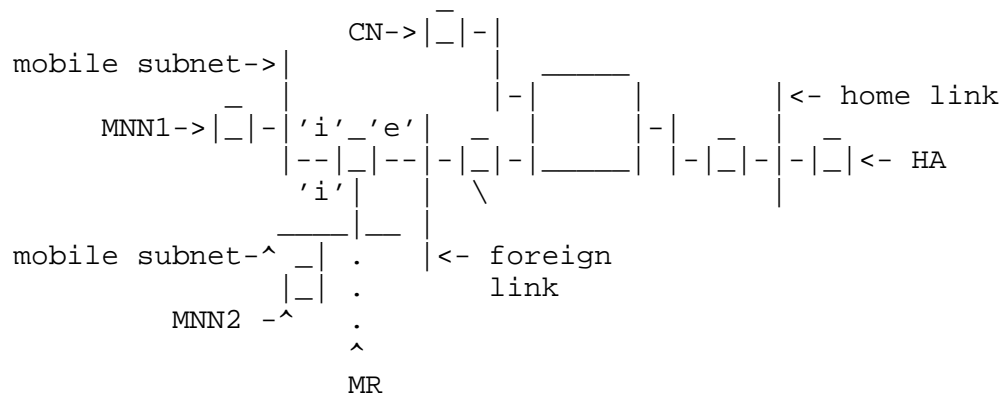 CN->
mobile subnet->
<- home link
MNN1-> 'i' 'e'
<- HA
'i'
mobile subnet-^
<- foreign
link
MNN2 -^
MR